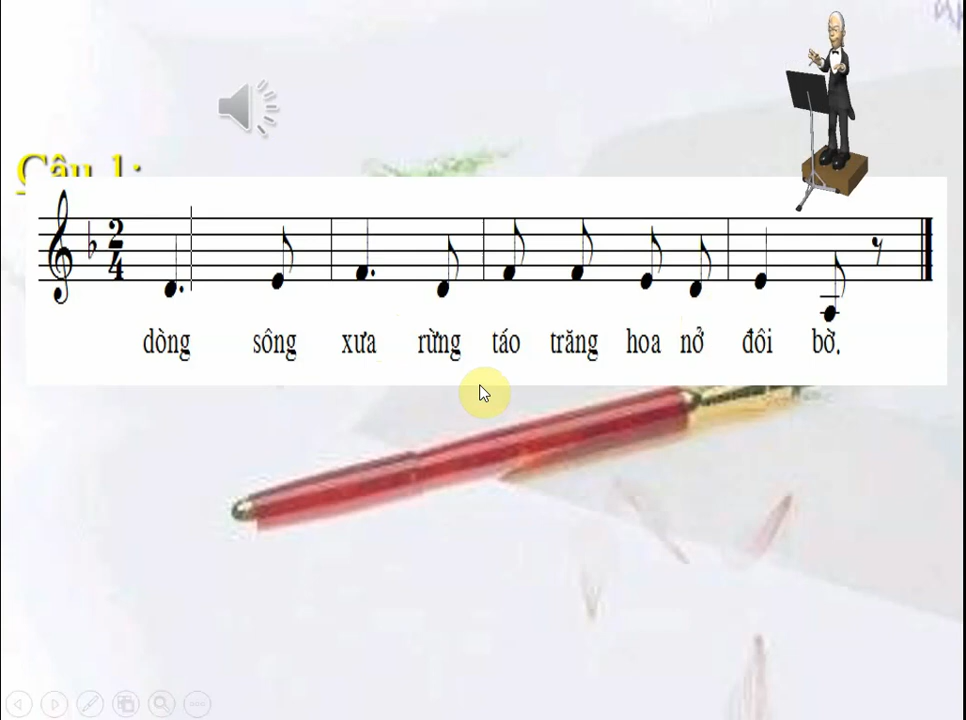 Câu 1:
2
4
dòng sông xưa rừng táo trăng hoa nở đôi bờ.